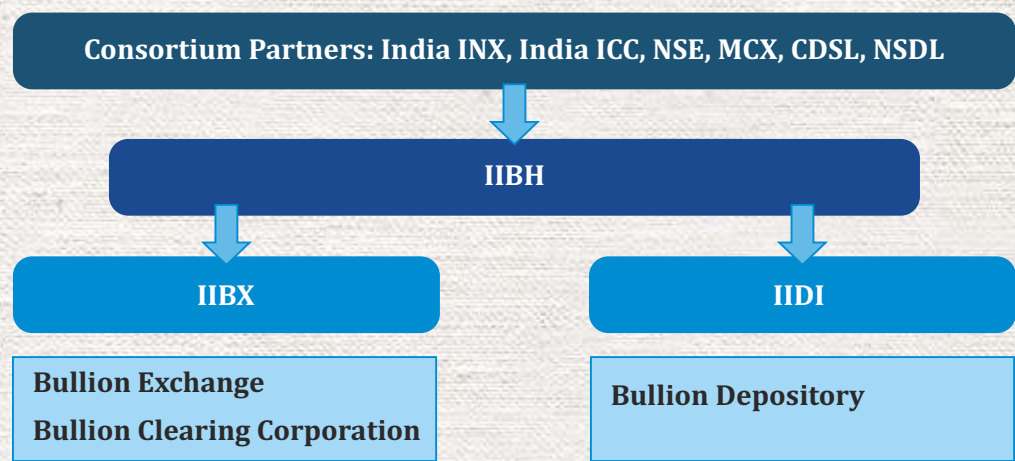 Consortium Partners: India INX, India ICC, NSE, MCX, CDSL, NSDL
IIBH
IIBX
IIDI
Bullion Exchange
Bullion Clearing Corporation
Bullion Depository